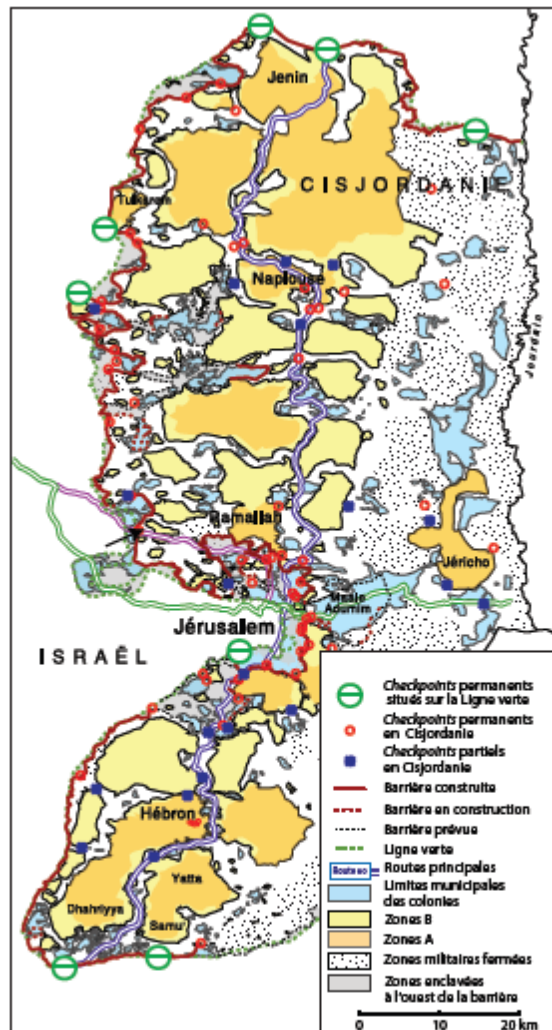 Jenin
CISJORDANIE
Tulkarem
Naplouse
Jourdain
Ramallah
Jéricho
Maale
Adumim
Jérusalem
ISRAËL
Hébron
Yatta
Dhahriyya
Samu'
Checkpoints permanents
situés sur la Ligne verte
Checkpoints permanents
en Cisjordanie
Checkpoints partiels
en Cisjordanie
Barrière construite
Barrière en construction
Barrière prévue
Ligne verte
Route 60
Routes principales
Limites municipales
des colonies
Zones B
Zones A
Zones militaires fermées
Zones enclavées
à l'ouest de la barrière
0 10 20 km